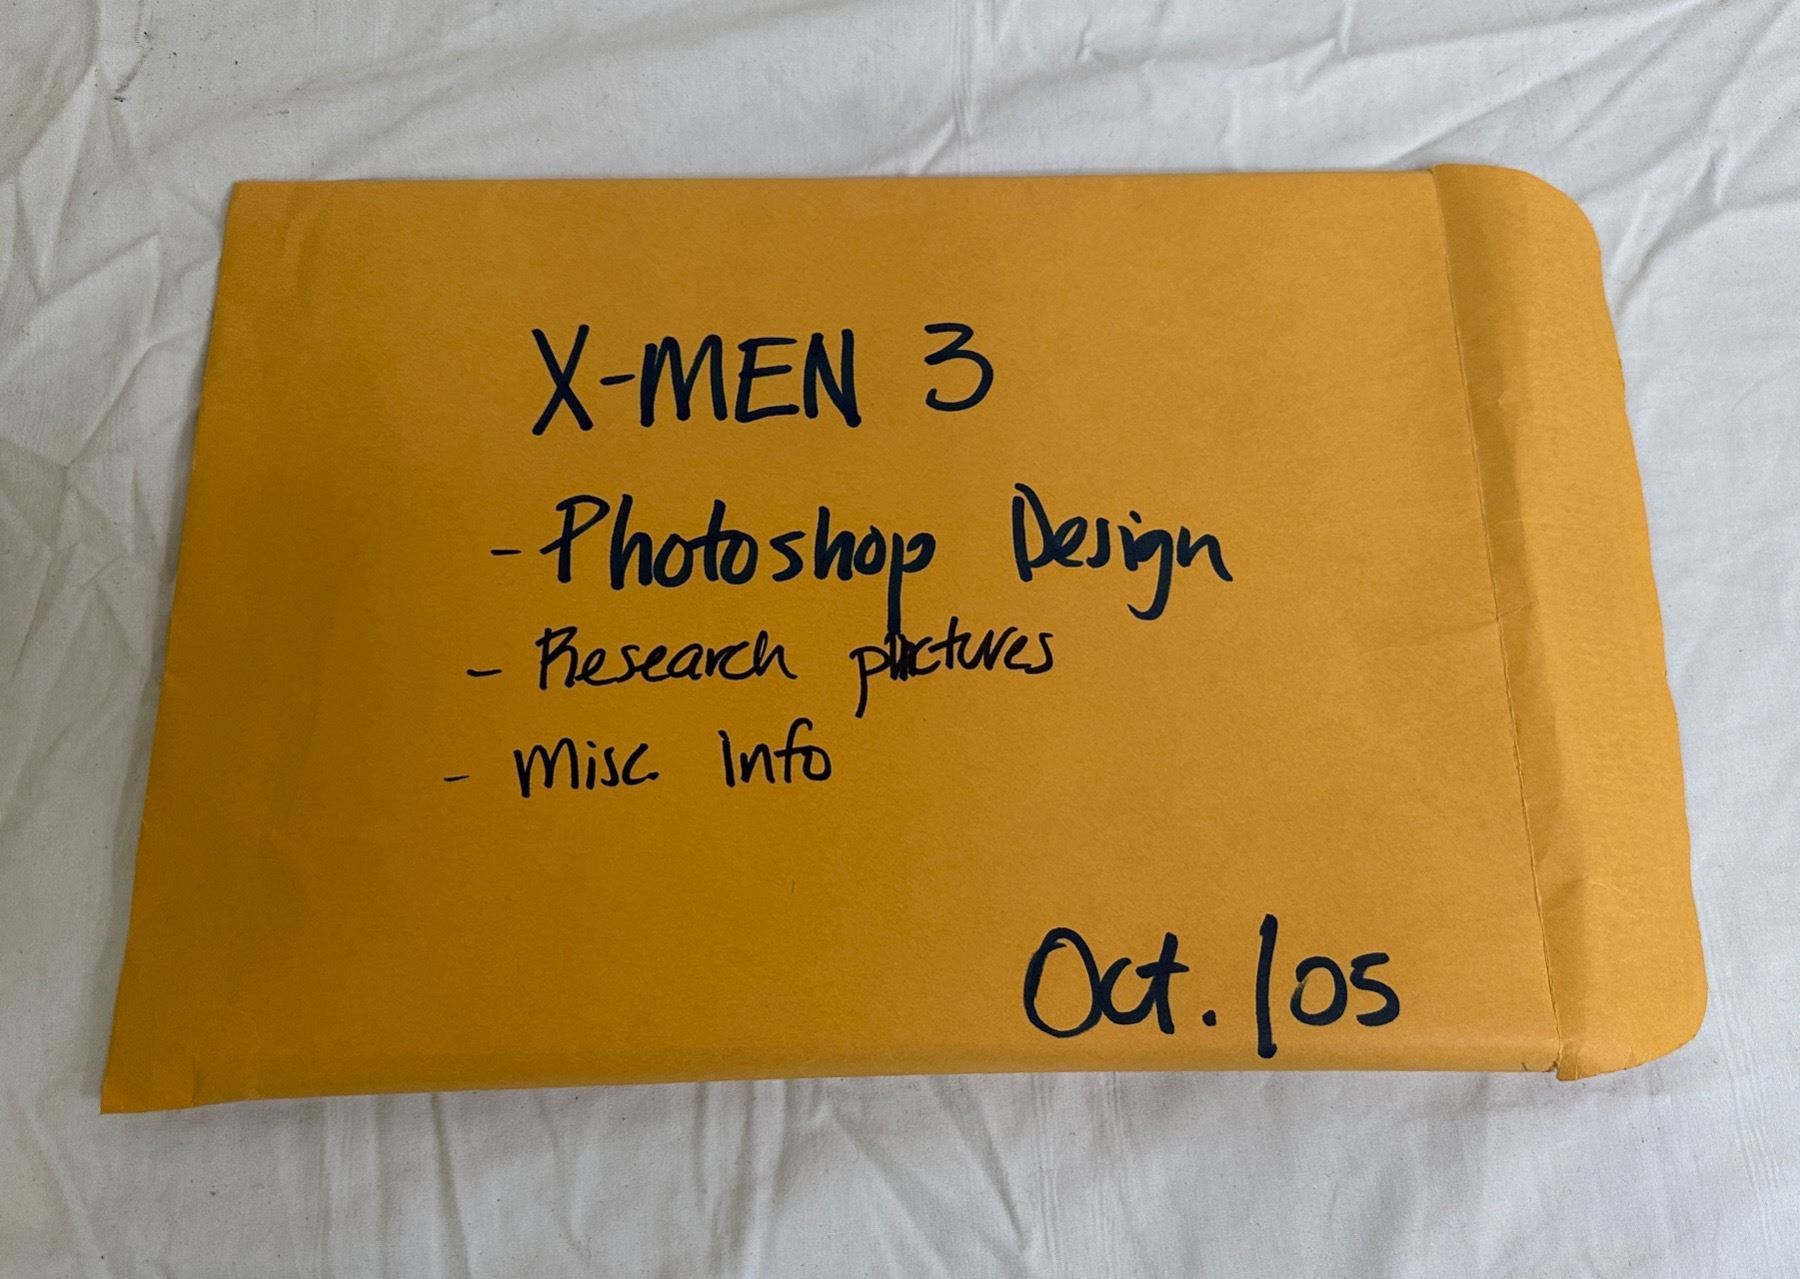 X-MEN 3
- Photoshop Design
- Research pictures
- Misc. Info
Oct. / 05